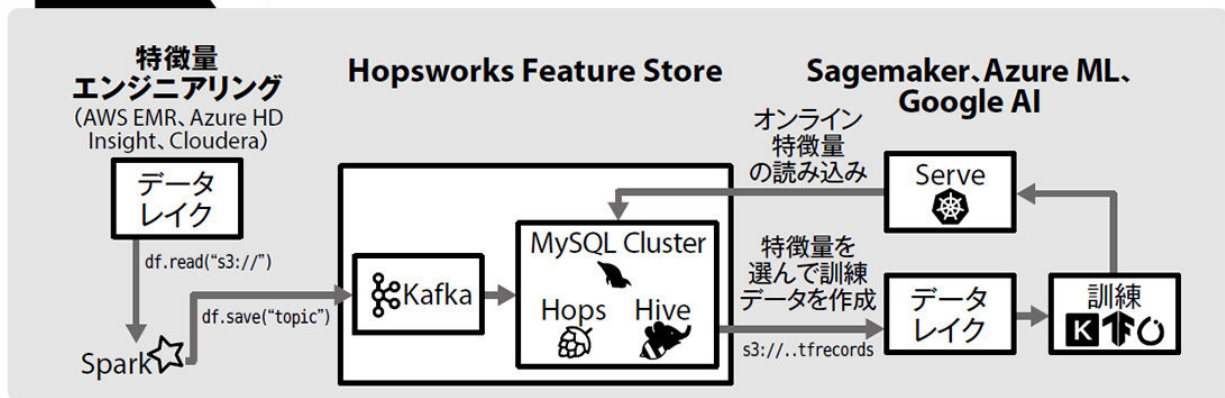 特徴量
エンジニアリング
（AWS EMR、Azure HD
Insight、Cloudera）
データ
レイク
df.read(“s3://”)
Spark
df.save(“topic”)
Hopsworks Feature Store
Kafka
MySQL Cluster
Hops Hive
Sagemaker、Azure ML、
Google AI
オンライン
特徴量
の読み込み
Serve
特徴量を
選んで訓練
データを作成
s3://..tfrecords
データ
レイク
訓練
K